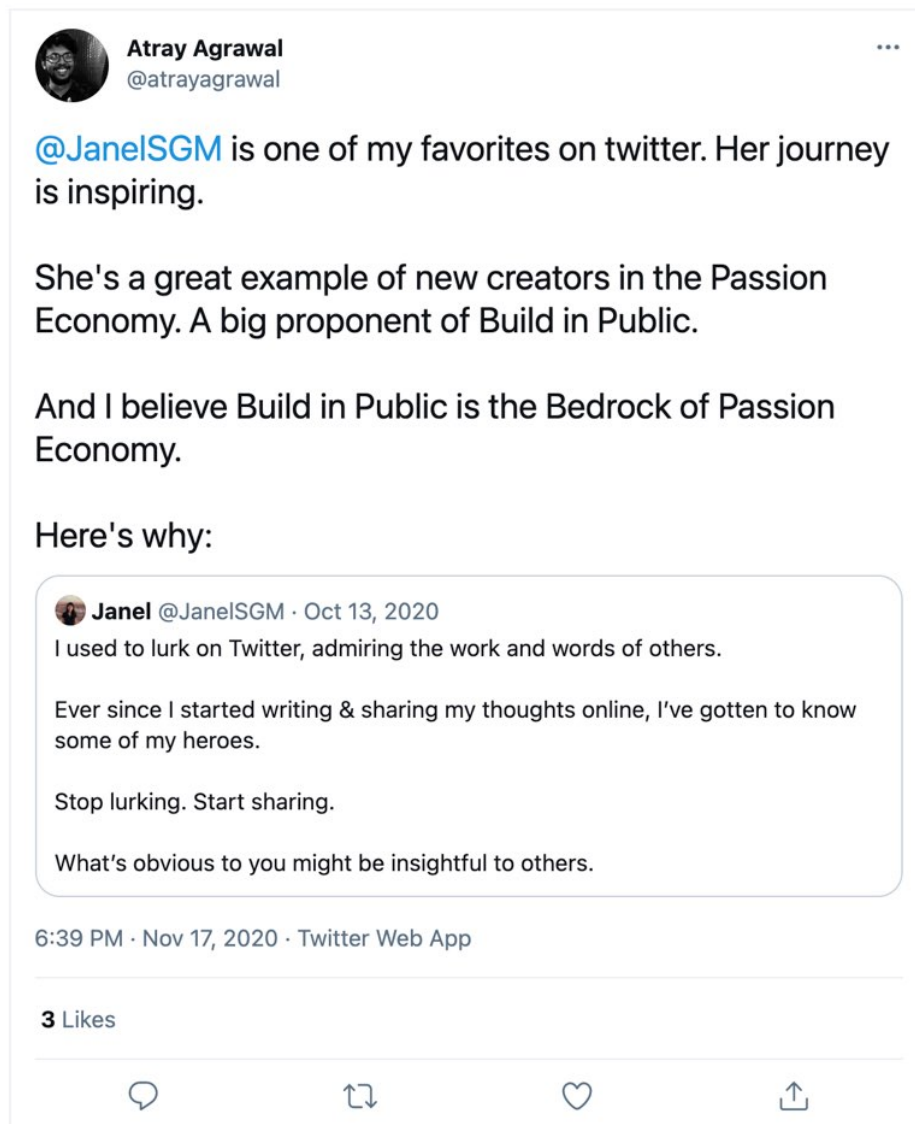 Atray Agrawal
@atrayagrawal
@JanelSGM is one of my favorites on twitter. Her journey
is inspiring.
She's a great example of new creators in the Passion
Economy. A big proponent of Build in Public.
And I believe Build in Public is the Bedrock of Passion
Economy.
Here's why:
Janel @JanelSGM · Oct 13, 2020
I used to lurk on Twitter, admiring the work and words of others.
Ever since I started writing & sharing my thoughts online, I’ve gotten to know
some of my heroes.
Stop lurking. Start sharing.
What’s obvious to you might be insightful to others.
6:39 PM · Nov 17, 2020 · Twitter Web App
3 Likes